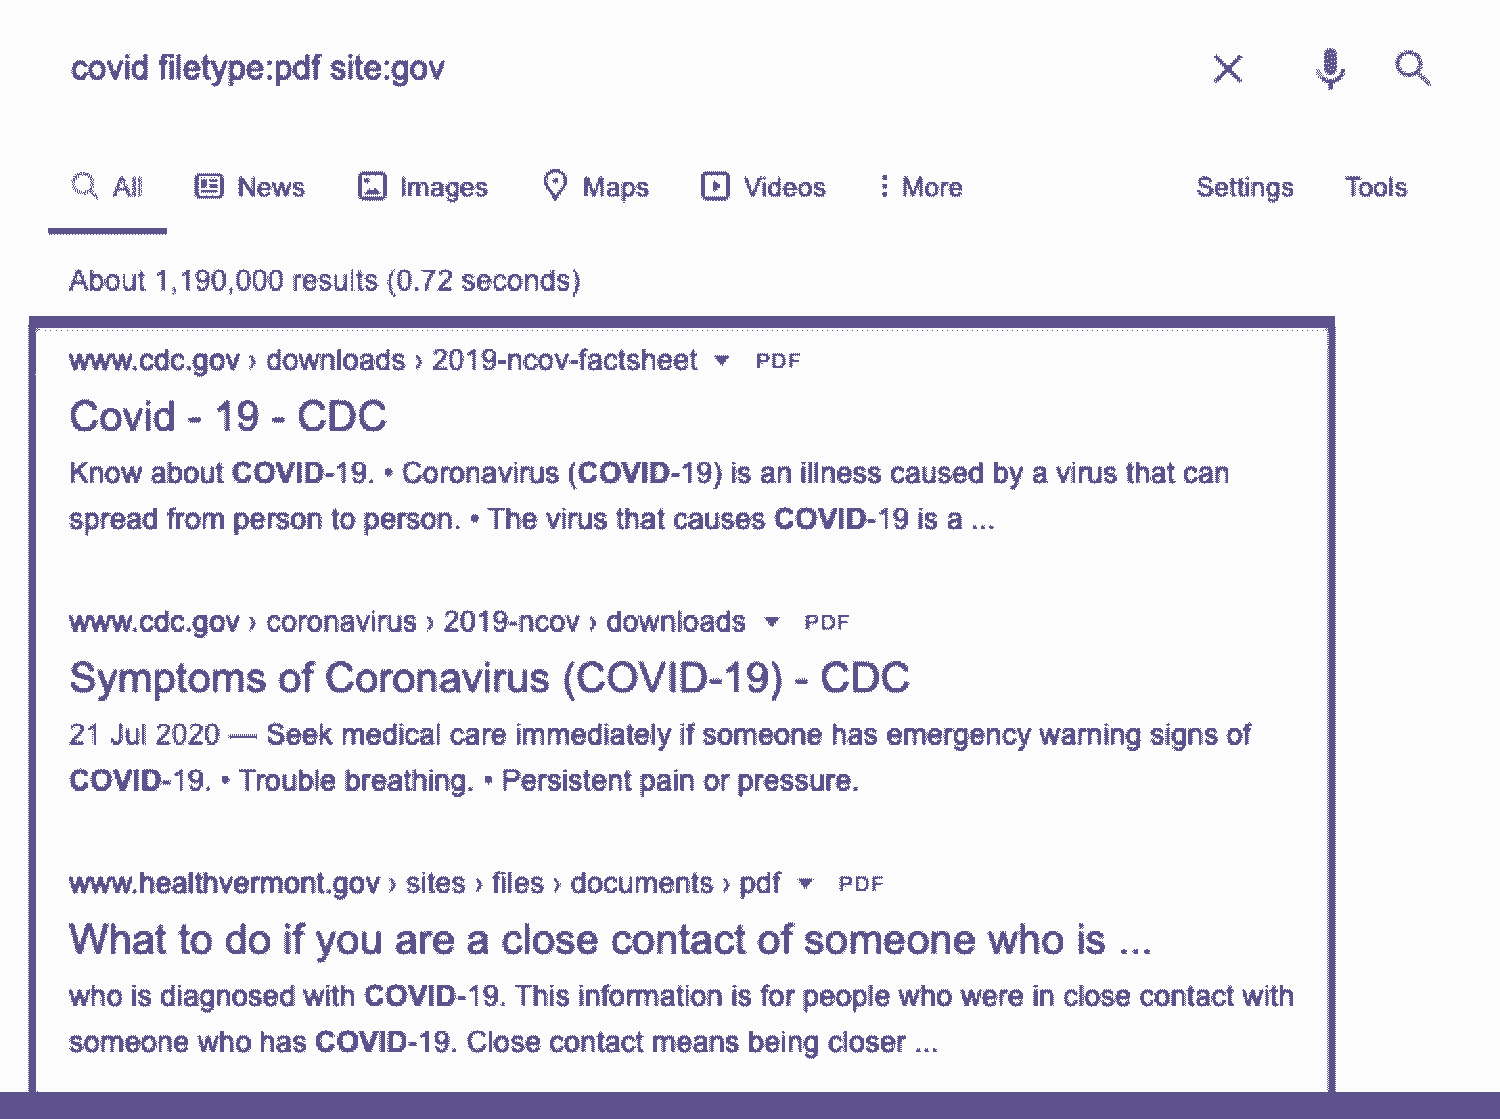 covid filetype:pdf site:gov
All News Images Maps Videos More Settings Tools
About 1,190,000 results (0.72 seconds)
www.cdc.gov › downloads › 2019-ncov-factsheet PDF
Covid - 19 - CDC
Know about COVID-19. • Coronavirus (COVID-19) is an illness caused by a virus that can
spread from person to person. • The virus that causes COVID-19 is a ...
www.cdc.gov › coronavirus › 2019-ncov › downloads PDF
Symptoms of Coronavirus (COVID-19) - CDC
21 Jul 2020 — Seek medical care immediately if someone has emergency warning signs of
COVID-19. • Trouble breathing. • Persistent pain or pressure.
www.healthvermont.gov › sites › files › documents › pdf PDF
What to do if you are a close contact of someone who is ...
who is diagnosed with COVID-19. This information is for people who were in close contact with
someone who has COVID-19. Close contact means being closer ...